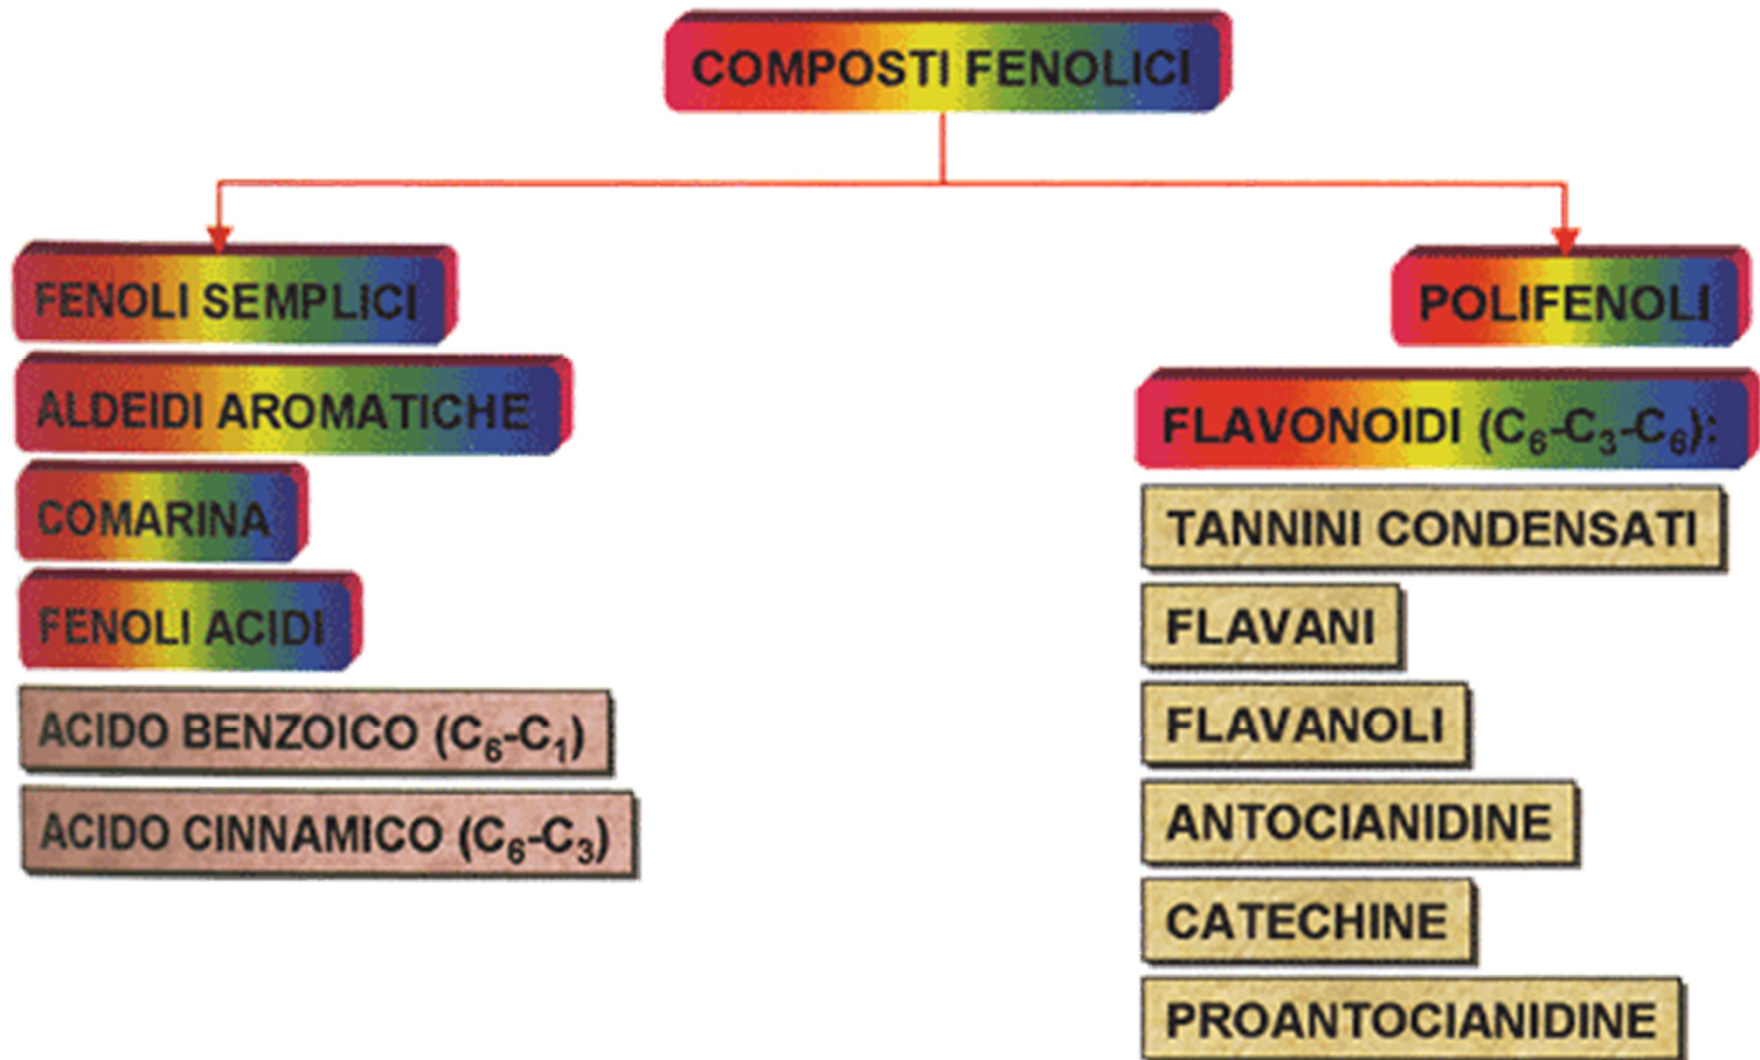 COMPOSTI FENOLICI
FENOLI SEMPLICI
ALDEIDI AROMATICHE
COMARINA
FENOLI ACIDI
ACIDO BENZOICO (C₆-C₁)
ACIDO CINNAMICO (C₆-C₃)
POLIFENOLI
FLAVONOIDI (C₆-C₃-C₆):
TANNINI CONDENSATI
FLAVANI
FLAVANOLI
ANTOCIANIDINE
CATECHINE
PROANTOCIANIDINE